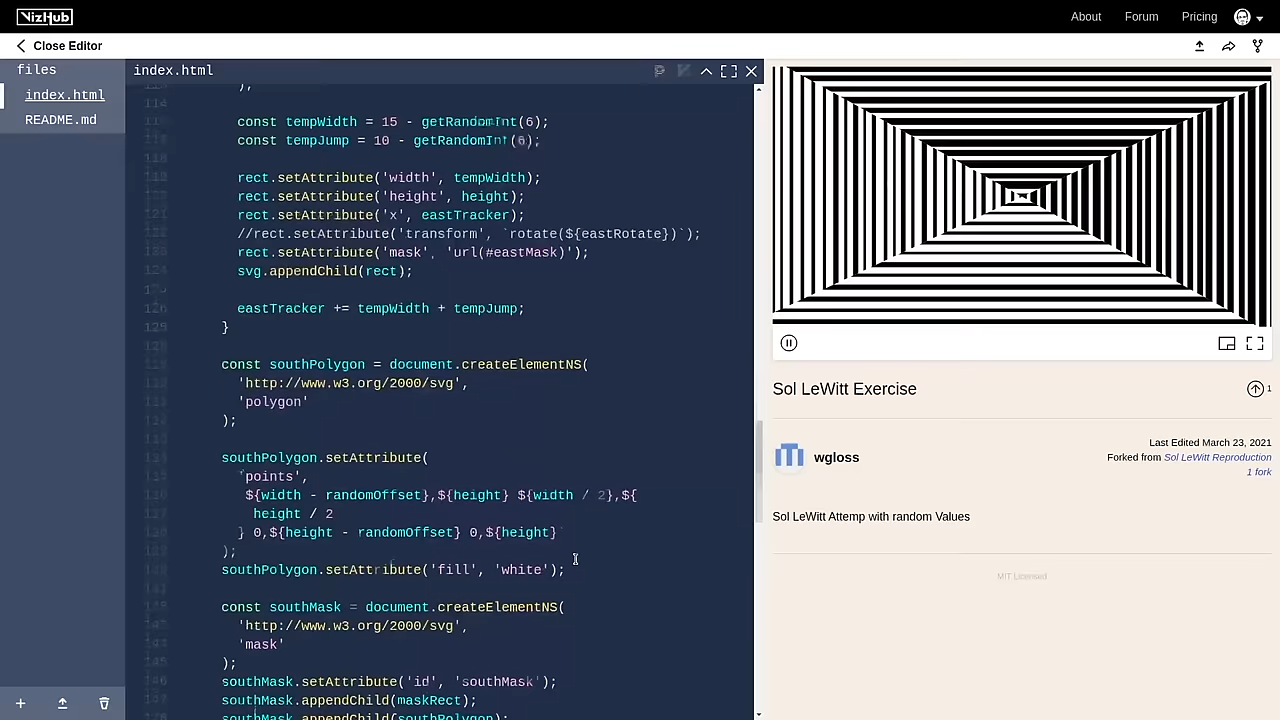 VizHub
About Forum Pricing
Close Editor
files
index.html
README.md
index.html
);
const tempWidth = 15 - getRandomInt(6);
const tempJump = 10 - getRandomInt(6);
rect.setAttribute('width', tempWidth);
rect.setAttribute('height', height);
rect.setAttribute('x', eastTracker);
//rect.setAttribute('transform', `rotate(${eastRotate})`);
rect.setAttribute('mask', 'url(#eastMask)');
svg.appendChild(rect);
eastTracker += tempWidth + tempJump;
}
const southPolygon = document.createElementNS(
'http://www.w3.org/2000/svg',
'polygon'
);
southPolygon.setAttribute(
'points',
${width - randomOffset},${height} ${width / 2},${
height / 2
} 0,${height - randomOffset} 0,${height}`
);
southPolygon.setAttribute('fill', 'white');
const southMask = document.createElementNS(
'http://www.w3.org/2000/svg',
'mask'
);
southMask.setAttribute('id', 'southMask');
southMask.appendChild(maskRect);
southMask.appendChild(southPolygon);
Sol LeWitt Exercise
1
wgloss
Last Edited March 23, 2021
Forked from Sol LeWitt Reproduction
1 fork
Sol LeWitt Attemp with random Values
MIT Licensed